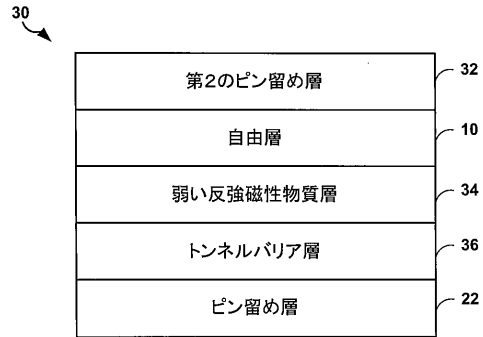 30
第2のピン留め層 32
自由層 10
弱い反強磁性物質層 34
トンネルバリア層 36
ピン留め層 22